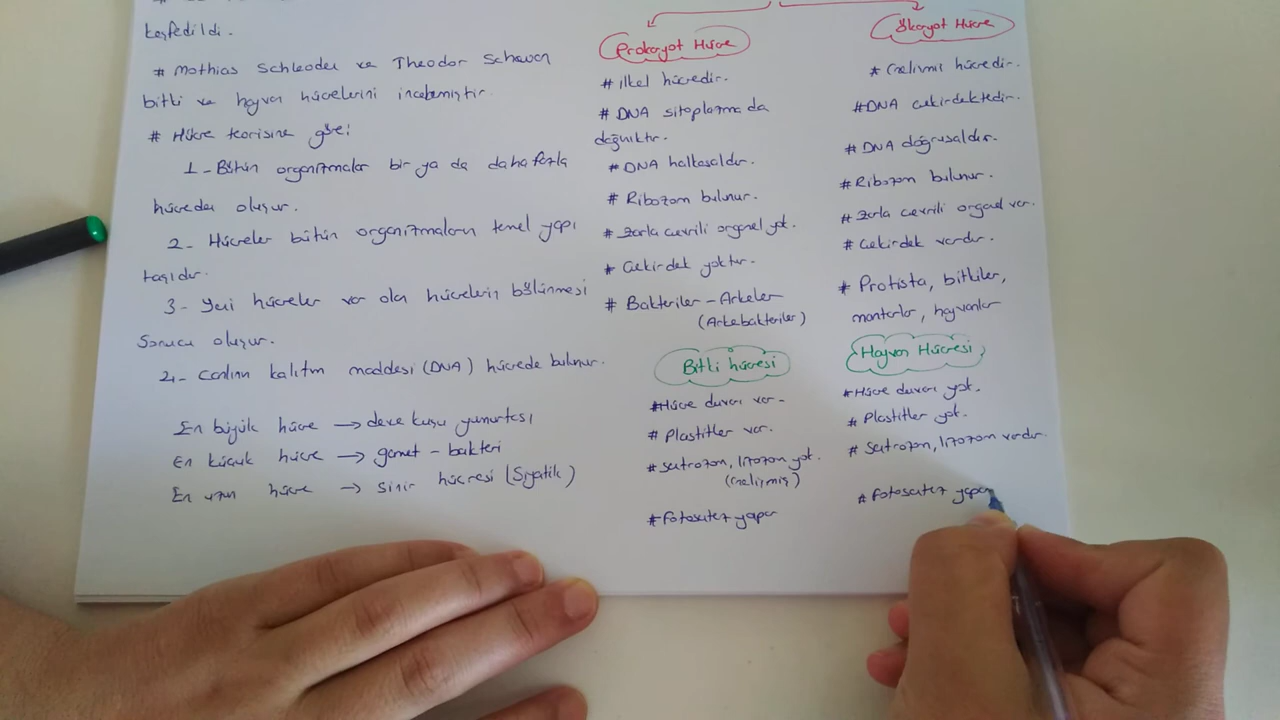 keşfedildi.
# Mathias Schleiden ve Theodor Schwan
bitki ve hayvan hücrelerini incelemiştir.
# Hücre teorisine göre;
1- Bütün organizmalar bir ya da daha fazla
hücreden oluşur.
2- Hücreler bütün organizmaların temel yapı
taşıdır.
3- Yeni hücreler var olan hücrelerin bölünmesi
Sonucu oluşur.
4- Canlının kalıtım maddesi (DNA) hücrede bulunur.
En büyük hücre → deve kuşu yumurtası
En küçük hücre → gamet - bakteri
En uzun hücre → sinir hücresi (Siyatik)
Prokaryot Hücre
# ilkel hücredir.
# DNA sitoplazma da
dağınıktır.
# DNA halkasaldır.
# Ribozom bulunur.
# Zarla çevrili organel yok.
# Çekirdek yoktur.
# Bakteriler - Arkeler
(Arkebakteriler)
Ökaryot Hücre
# Gelişmiş hücredir.
# DNA çekirdektedir.
# DNA doğrusaldır.
# Ribozom bulunur.
# Zarla çevrili organel var.
# Çekirdek vardır.
# Protista, bitkiler,
mantarlar, hayvanlar
Bitki hücresi
# Hücre duvarı var.
# Plastitler var.
# Sentrozom, lizozom yok.
(Gelişmiş)
# Fotosentez yapar
Hayvan Hücresi
# Hücre duvarı yok.
# Plastitler yok.
# Sentrozom, lizozom vardır.
# Fotosentez